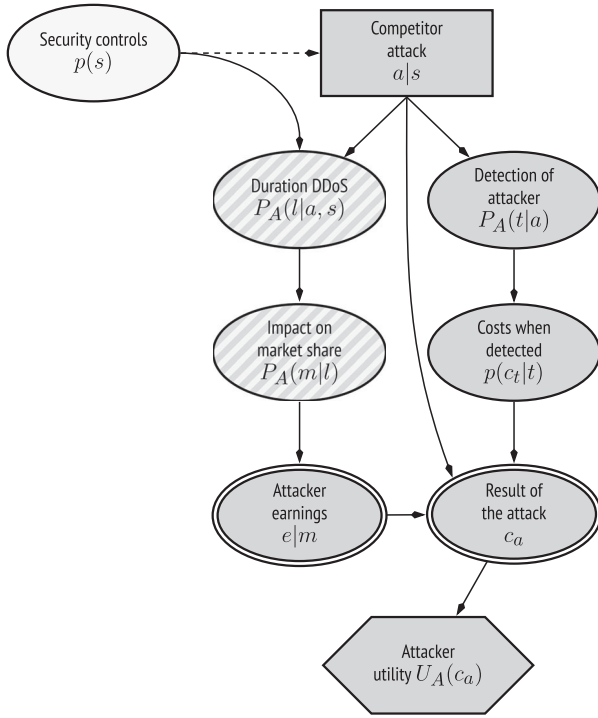 Security controls
p(s)
Competitor
attack
a|s
Duration DDoS
P_A(l|a, s)
Detection of
attacker
P_A(t|a)
Impact on
market share
P_A(m|l)
Costs when
detected
p(c_t|t)
Attacker
earnings
e|m
Result of
the attack
c_a
Attacker
utility U_A(c_a)